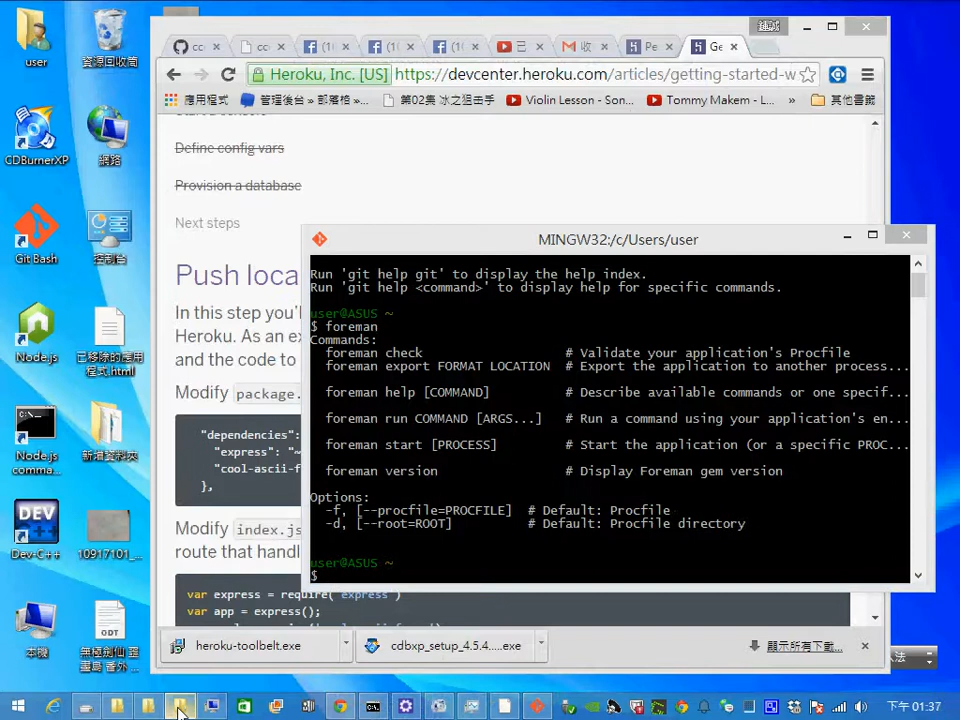 user
資源回收筒
CDBurnerXP
網路
Git Bash
控制台
Node.js
已移除的應用
程式.html
Node.js
comma...
新增資料夾
Dev-C++
10917101_...
本機
Heroku, Inc. [US]
https://devcenter.heroku.com/articles/getting-started-w
應用程式
管理後台 » 部落格 »...
第02集 冰之狙击手
Violin Lesson - Son...
Tommy Makem - L...
»
其他書籤
Define config vars
Provision a database
Next steps
Push loca
In this step you'l
Heroku. As an e
and the code to
Modify package.
"dependencies":
"express": "~
"cool-ascii-f
},
Modify index.js
route that handl
var express = require('express')
var app = express();
MINGW32:/c/Users/user
Run 'git help git' to display the help index.
Run 'git help <command>' to display help for specific commands.
user@ASUS ~
$ foreman
Commands:
foreman check # Validate your application's Procfile
foreman export FORMAT LOCATION # Export the application to another process...
foreman help [COMMAND] # Describe available commands or one specif...
foreman run COMMAND [ARGS...] # Run a command using your application's en...
foreman start [PROCESS] # Start the application (or a specific PROC...
foreman version # Display Foreman gem version
Options:
-f, [--procfile=PROCFILE] # Default: Procfile
-d, [--root=ROOT] # Default: Procfile directory
user@ASUS ~
$
heroku-toolbelt.exe
cdbxp_setup_4.5.4.....exe
顯示所有下載...
下午 01:37